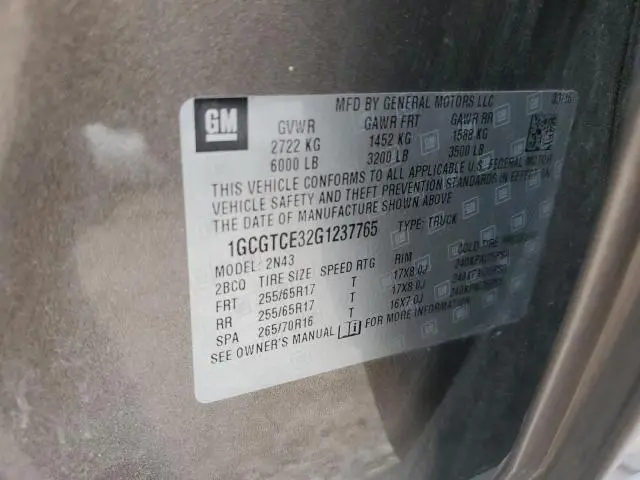 GM
MFD BY GENERAL MOTORS LLC
GVWR GAWR FRT GAWR RR
2722 KG 1452 KG 1588 KG
6000 LB 3200 LB 3500 LB
THIS VEHICLE CONFORMS TO ALL APPLICABLE U.S. FEDERAL MOTOR
VEHICLE SAFETY AND THEFT PREVENTION STANDARDS IN EFFECT ON
THE DATE OF MANUFACTURE SHOWN ABOVE
1GCGTCE32G1237765 TYPE: TRUCK
MODEL: 2N43
2BCQ TIRE SIZE SPEED RTG RIM COLD TIRE
FRT 255/65R17 T 17X8.0J
RR 255/65R17 T 17X8.0J
SPA 265/70R16 T 16X7.0J
SEE OWNER'S MANUAL FOR MORE INFORMATION